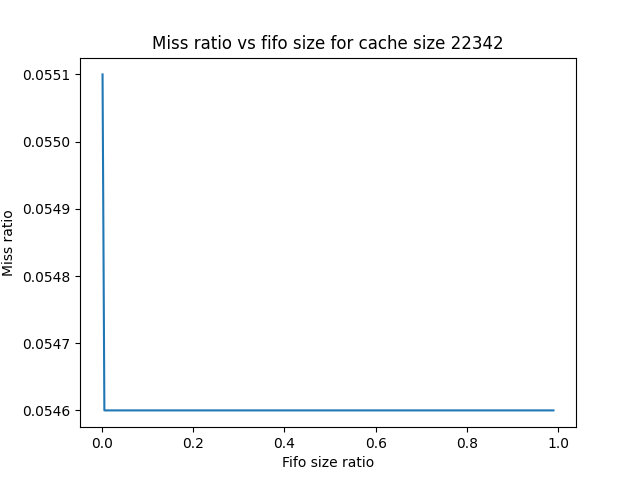 Miss ratio vs fifo size for cache size 22342
0.0551
0.0550
0.0549
0.0548
0.0547
0.0546
Miss ratio
0.0 0.2 0.4 0.6 0.8 1.0
Fifo size ratio